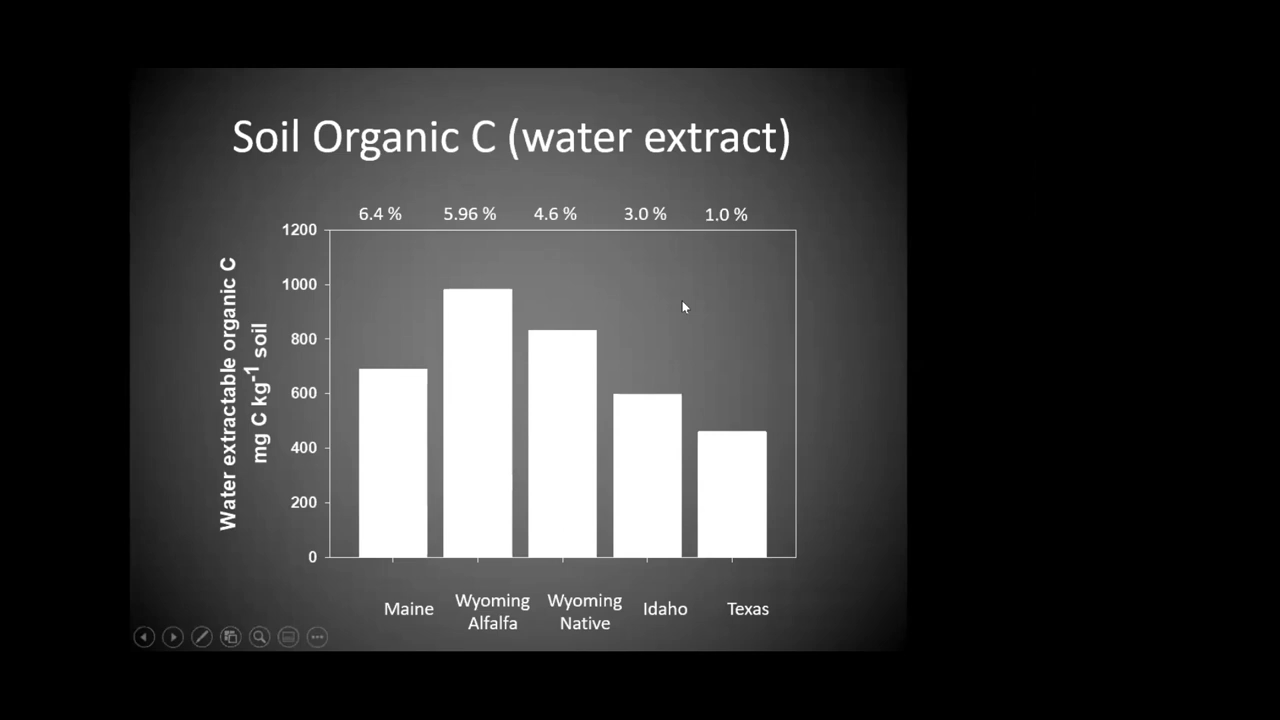 Soil Organic C (water extract)
6.4 % 5.96 % 4.6 % 3.0 % 1.0 %
Water extractable organic C
mg C kg⁻¹ soil
1200
1000
800
600
400
200
0
Maine Wyoming Wyoming Idaho Texas
Alfalfa Native